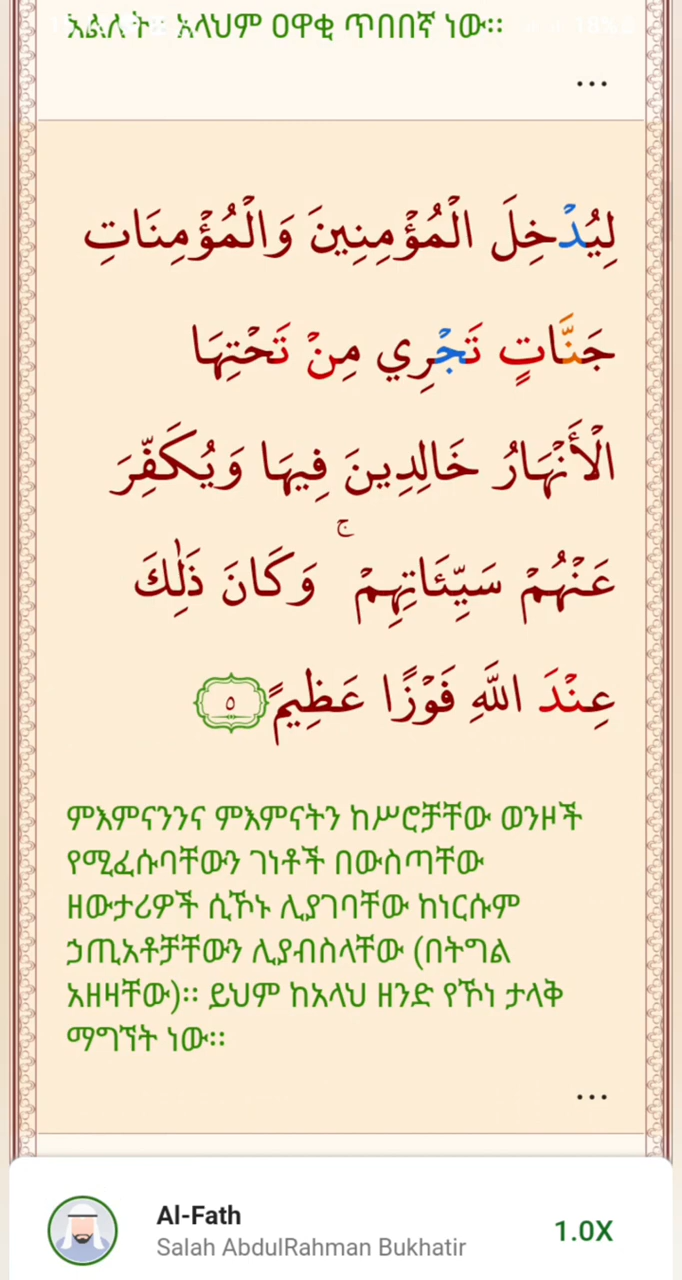 አልለት፡ አላህም ዐዋቂ ጥበበኛ ነው።
18%
...
لِيُدْخِلَ الْمُؤْمِنِينَ وَالْمُؤْمِنَاتِ
جَنَّاتٍ تَجْرِي مِنْ تَحْتِهَا
الْأَنْهَارُ خَالِدِينَ فِيهَا وَيُكَفِّرَ
عَنْهُمْ سَيِّئَاتِهِمْ ۚ وَكَانَ ذَٰلِكَ
عِنْدَ اللَّهِ فَوْزًا عَظِيمً ٥
ምእምናንንና ምእምናትን ከሥሮቻቸው ወንዞች
የሚፈሱባቸውን ገነቶች በውስጣቸው
ዘውታሪዎች ሲኾኑ ሊያገባቸው ከነርሱም
ኃጢአቶቻቸውን ሊያብስላቸው (በትግል
አዘዛቸው)። ይህም ከአላህ ዘንድ የኾነ ታላቅ
ማግኘት ነው።
...
Al-Fath
Salah AbdulRahman Bukhatir
1.0X